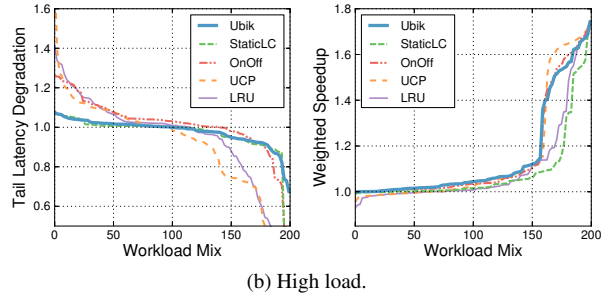 1.6
1.4
1.2
1.0
0.8
0.6
Tail Latency Degradation
Ubik
StaticLC
OnOff
UCP
LRU
0 50 100 150 200
Workload Mix
1.8
1.6
1.4
1.2
1.0
Weighted Speedup
Ubik
StaticLC
OnOff
UCP
LRU
0 50 100 150 200
Workload Mix
(b) High load.